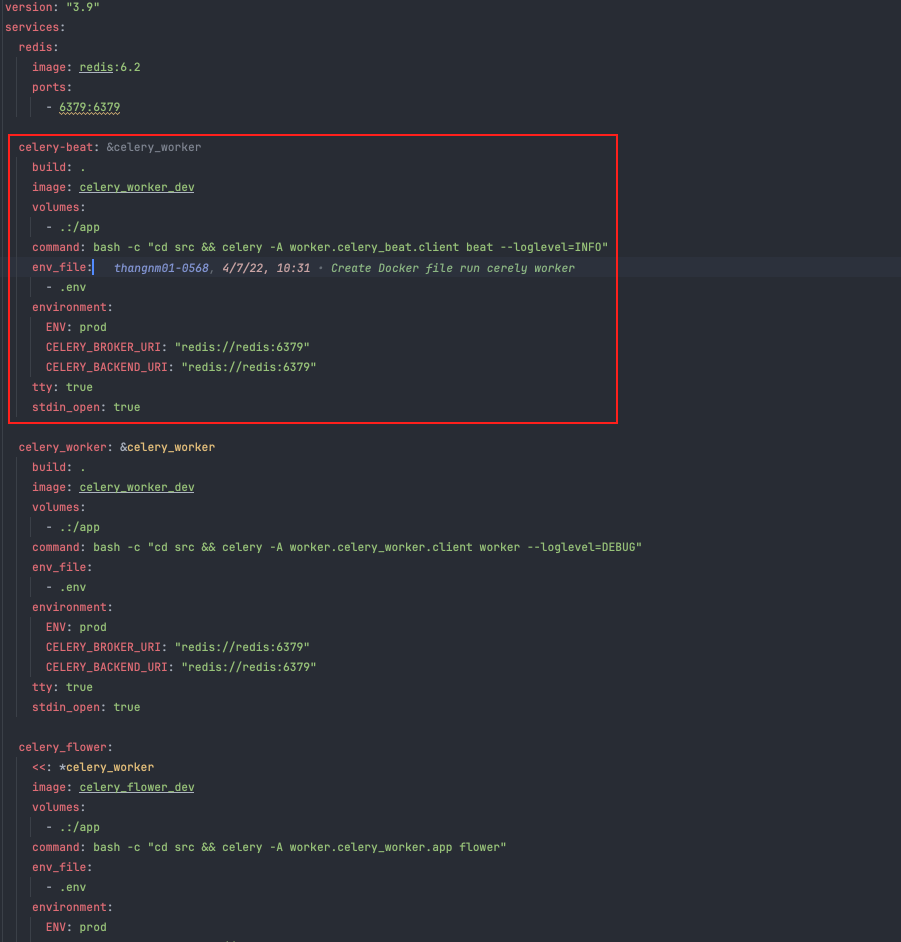 version: "3.9"
services:
  redis:
    image: redis:6.2
    ports:
      - 6379:6379
  celery-beat: &celery_worker
    build: .
    image: celery_worker_dev
    volumes:
      - .:/app
    command: bash -c "cd src && celery -A worker.celery_beat.client beat --loglevel=INFO"
    env_file: thangnm01-0568, 4/7/22, 10:31 · Create Docker file run cerely worker
      - .env
    environment:
      ENV: prod
      CELERY_BROKER_URI: "redis://redis:6379"
      CELERY_BACKEND_URI: "redis://redis:6379"
    tty: true
    stdin_open: true
  celery_worker: &celery_worker
    build: .
    image: celery_worker_dev
    volumes:
      - .:/app
    command: bash -c "cd src && celery -A worker.celery_worker.client worker --loglevel=DEBUG"
    env_file:
      - .env
    environment:
      ENV: prod
      CELERY_BROKER_URI: "redis://redis:6379"
      CELERY_BACKEND_URI: "redis://redis:6379"
    tty: true
    stdin_open: true
  celery_flower:
    <<: *celery_worker
    image: celery_flower_dev
    volumes:
      - .:/app
    command: bash -c "cd src && celery -A worker.celery_worker.app flower"
    env_file:
      - .env
    environment:
      ENV: prod